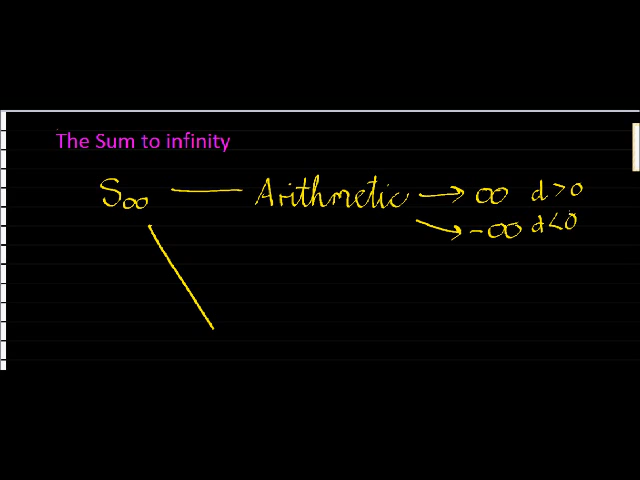 The Sum to infinity
S∞ — Arithmetic → ∞ d > 0
→ -∞ d < 0